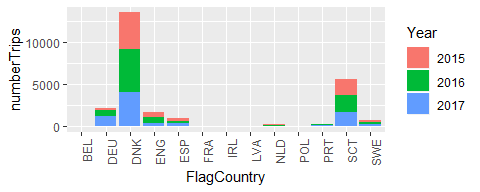 numberTrips
10000
5000
0
BEL DEU DNK ENG ESP FRA IRL LVA NLD POL PRT SCT SWE
FlagCountry
Year
2015
2016
2017